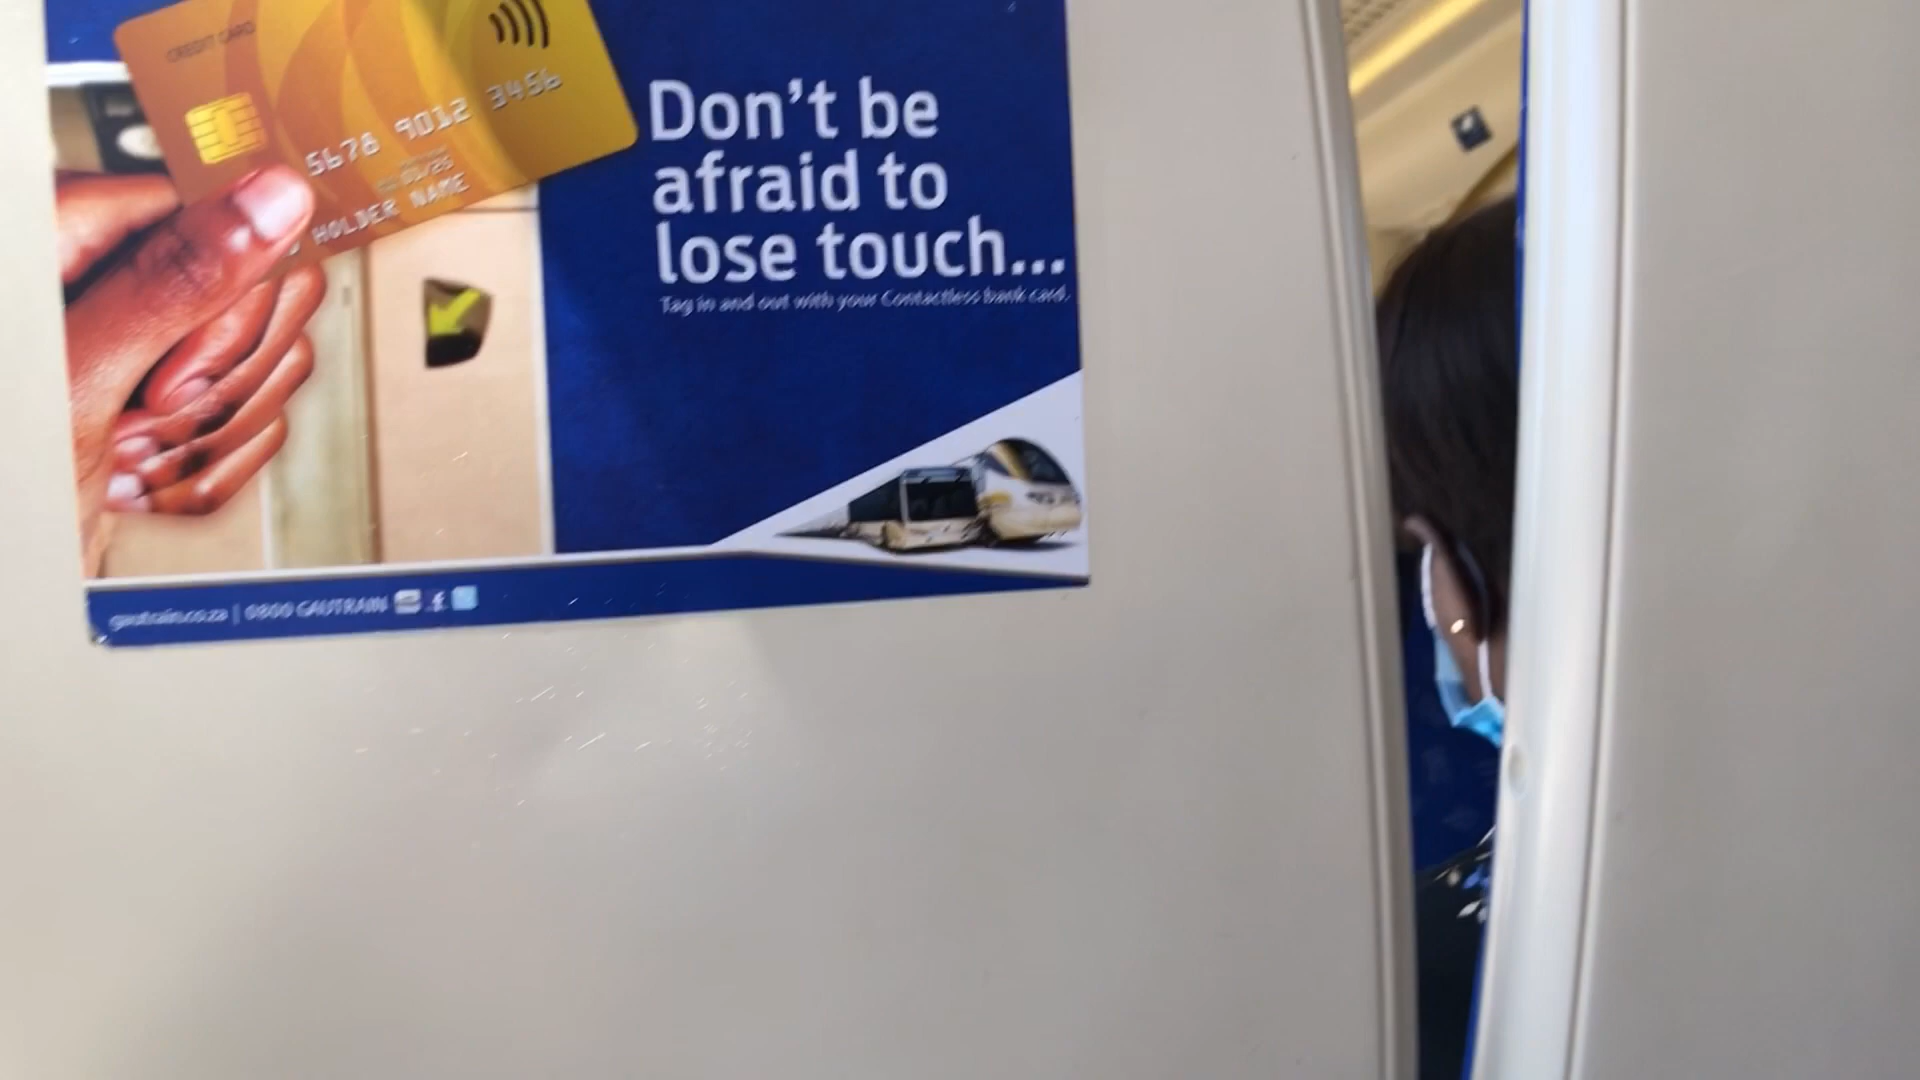 CREDIT CARD
5678 9012 3456
HOLDER NAME
Don't be
afraid to
lose touch...
Tag in and out with your Contactless bank card.
gautrain.co.za | 0800 GAUTRAIN